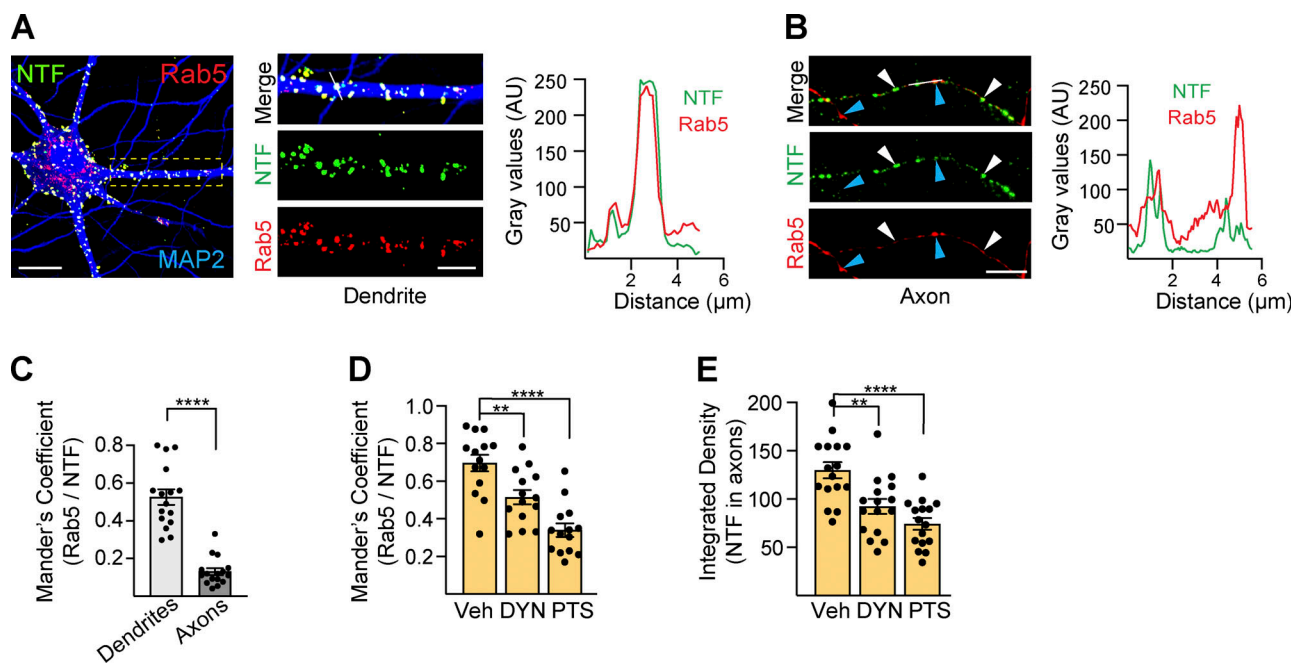 A
NTF
Rab5
MAP2
Merge
NTF
Rab5
Dendrite
Gray values (AU)
250
200
150
100
50
NTF
Rab5
2
4
6
Distance (µm)
B
Merge
NTF
Rab5
Axon
Gray values (AU)
250
200
150
100
50
NTF
Rab5
0
2
4
6
Distance (µm)
C
Mander's Coefficient
(Rab5 / NTF)
0.8
0.6
0.4
0.2
****
Dendrites
Axons
D
Mander's Coefficient
(Rab5 / NTF)
1.0
0.8
0.6
0.4
0.2
****
**
Veh DYN PTS
E
Integrated Density
(NTF in axons)
200
150
100
50
****
**
Veh DYN PTS